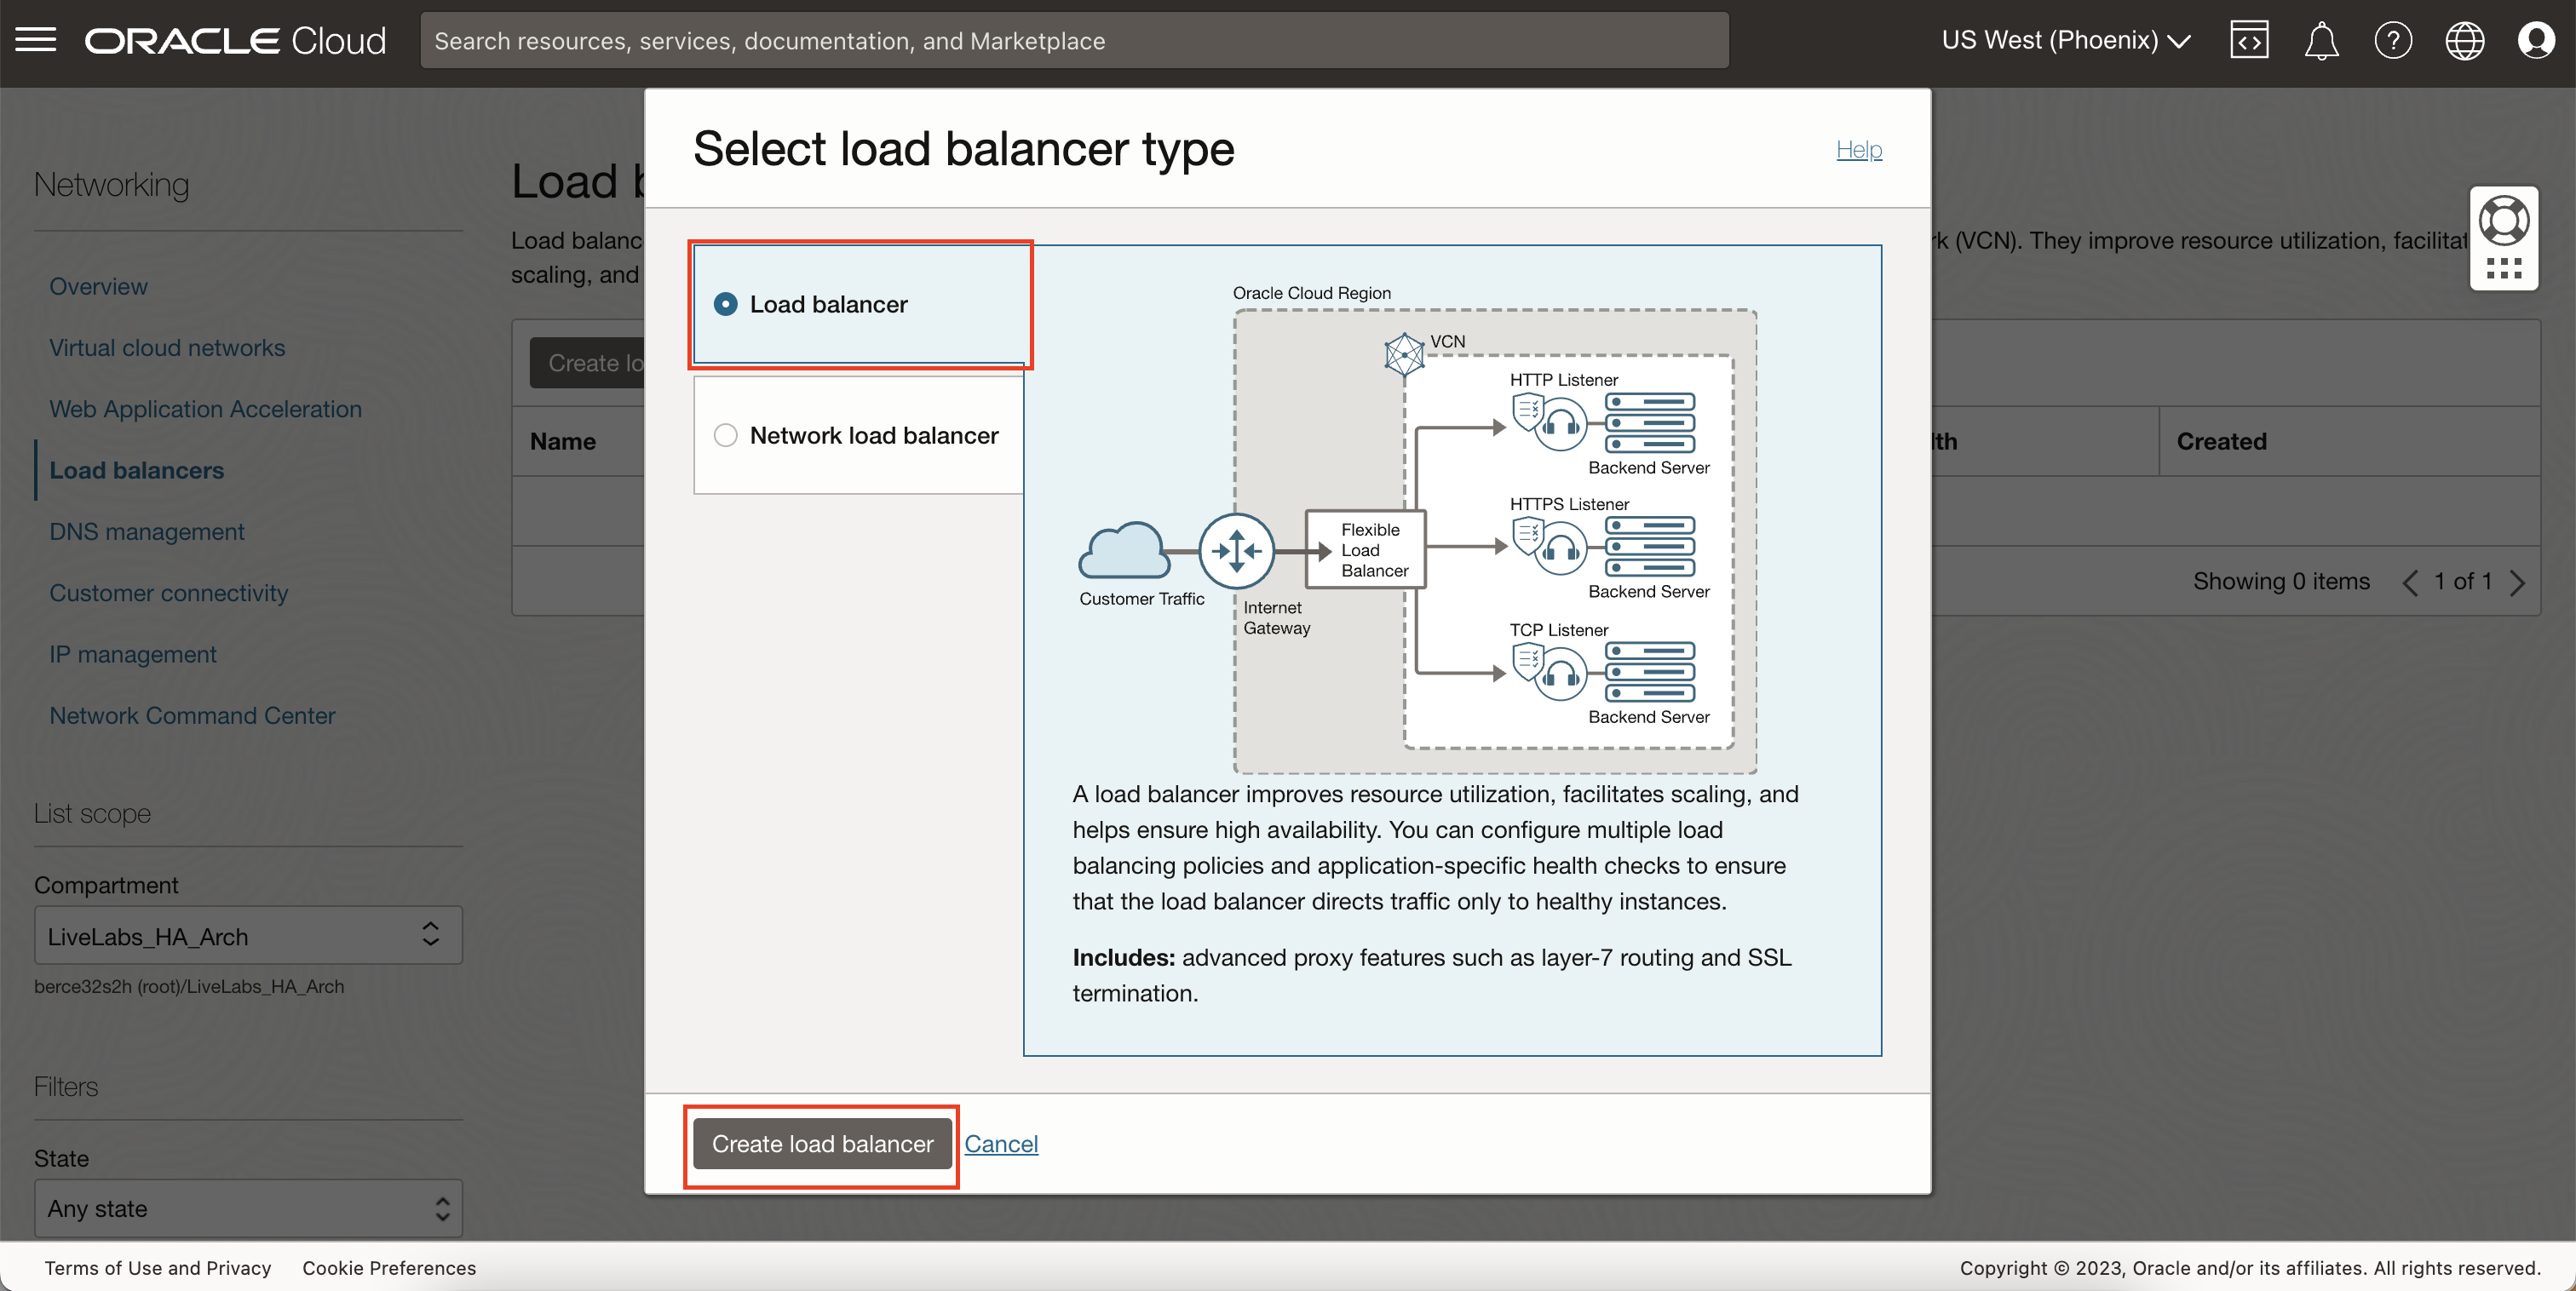 ORACLE Cloud
Search resources, services, documentation, and Marketplace
US West (Phoenix)
Networking
Overview
Virtual cloud networks
Web Application Acceleration
Load balancers
DNS management
Customer connectivity
IP management
Network Command Center
List scope
Compartment
LiveLabs_HA_Arch
berce32s2h (root)/LiveLabs_HA_Arch
Filters
State
Any state
Load b
Load balanc
rk (VCN). They improve resource utilization, facilitat
scaling, and
Create lo
Name
lth
Created
Showing 0 items
1 of 1
Select load balancer type
Help
Load balancer
Network load balancer
Oracle Cloud Region
VCN
HTTP Listener
Backend Server
HTTPS Listener
Flexible
Load
Balancer
Backend Server
Customer Traffic
Internet
Gateway
TCP Listener
Backend Server
A load balancer improves resource utilization, facilitates scaling, and
helps ensure high availability. You can configure multiple load
balancing policies and application-specific health checks to ensure
that the load balancer directs traffic only to healthy instances.
Includes: advanced proxy features such as layer-7 routing and SSL
termination.
Create load balancer
Cancel
Terms of Use and Privacy
Cookie Preferences
Copyright © 2023, Oracle and/or its affiliates. All rights reserved.